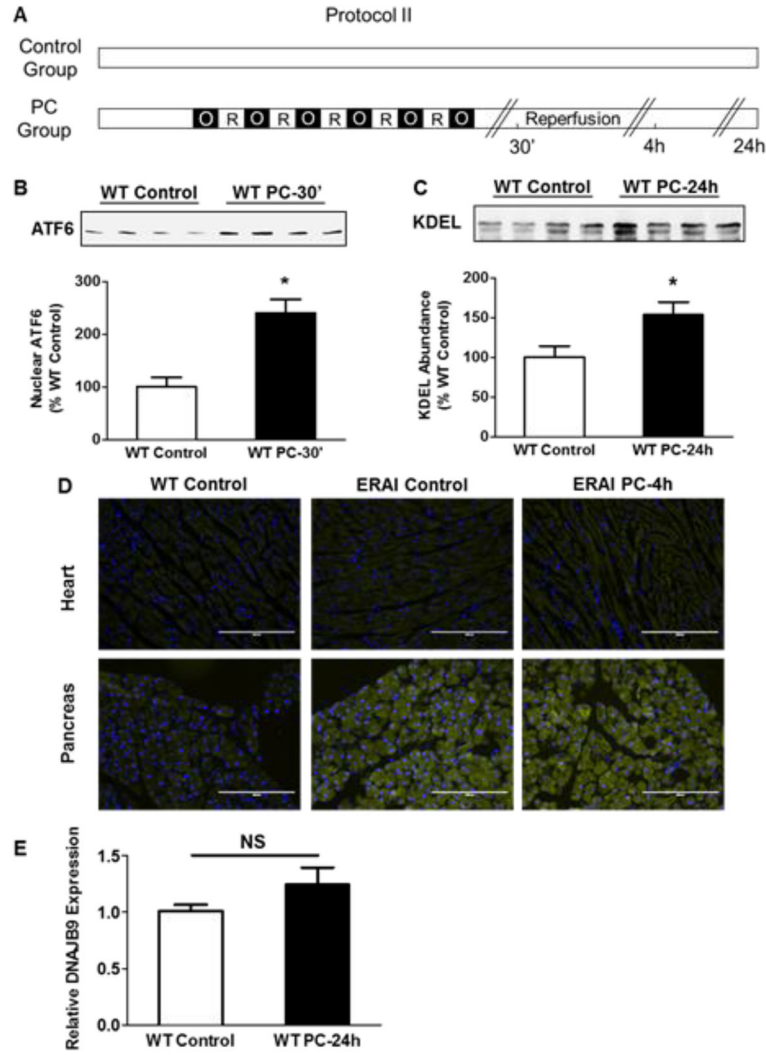 A
Protocol II
Control
Group
PC
Group
O R O R O R O R O R O
Reperfusion
30' 4h 24h
B
WT Control WT PC-30'
ATF6
Nuclear ATF6
(% WT Control)
300
200
100
0
WT Control WT PC-30'
*
C
WT Control WT PC-24h
KDEL
KDEL Abundance
(% WT Control)
200
150
100
50
0
WT Control WT PC-24h
*
D
WT Control ERAI Control ERAI PC-4h
Heart
Pancreas
E
Relative DNAJB9 Expression
1.5
1.0
0.5
0.0
NS
WT Control WT PC-24h